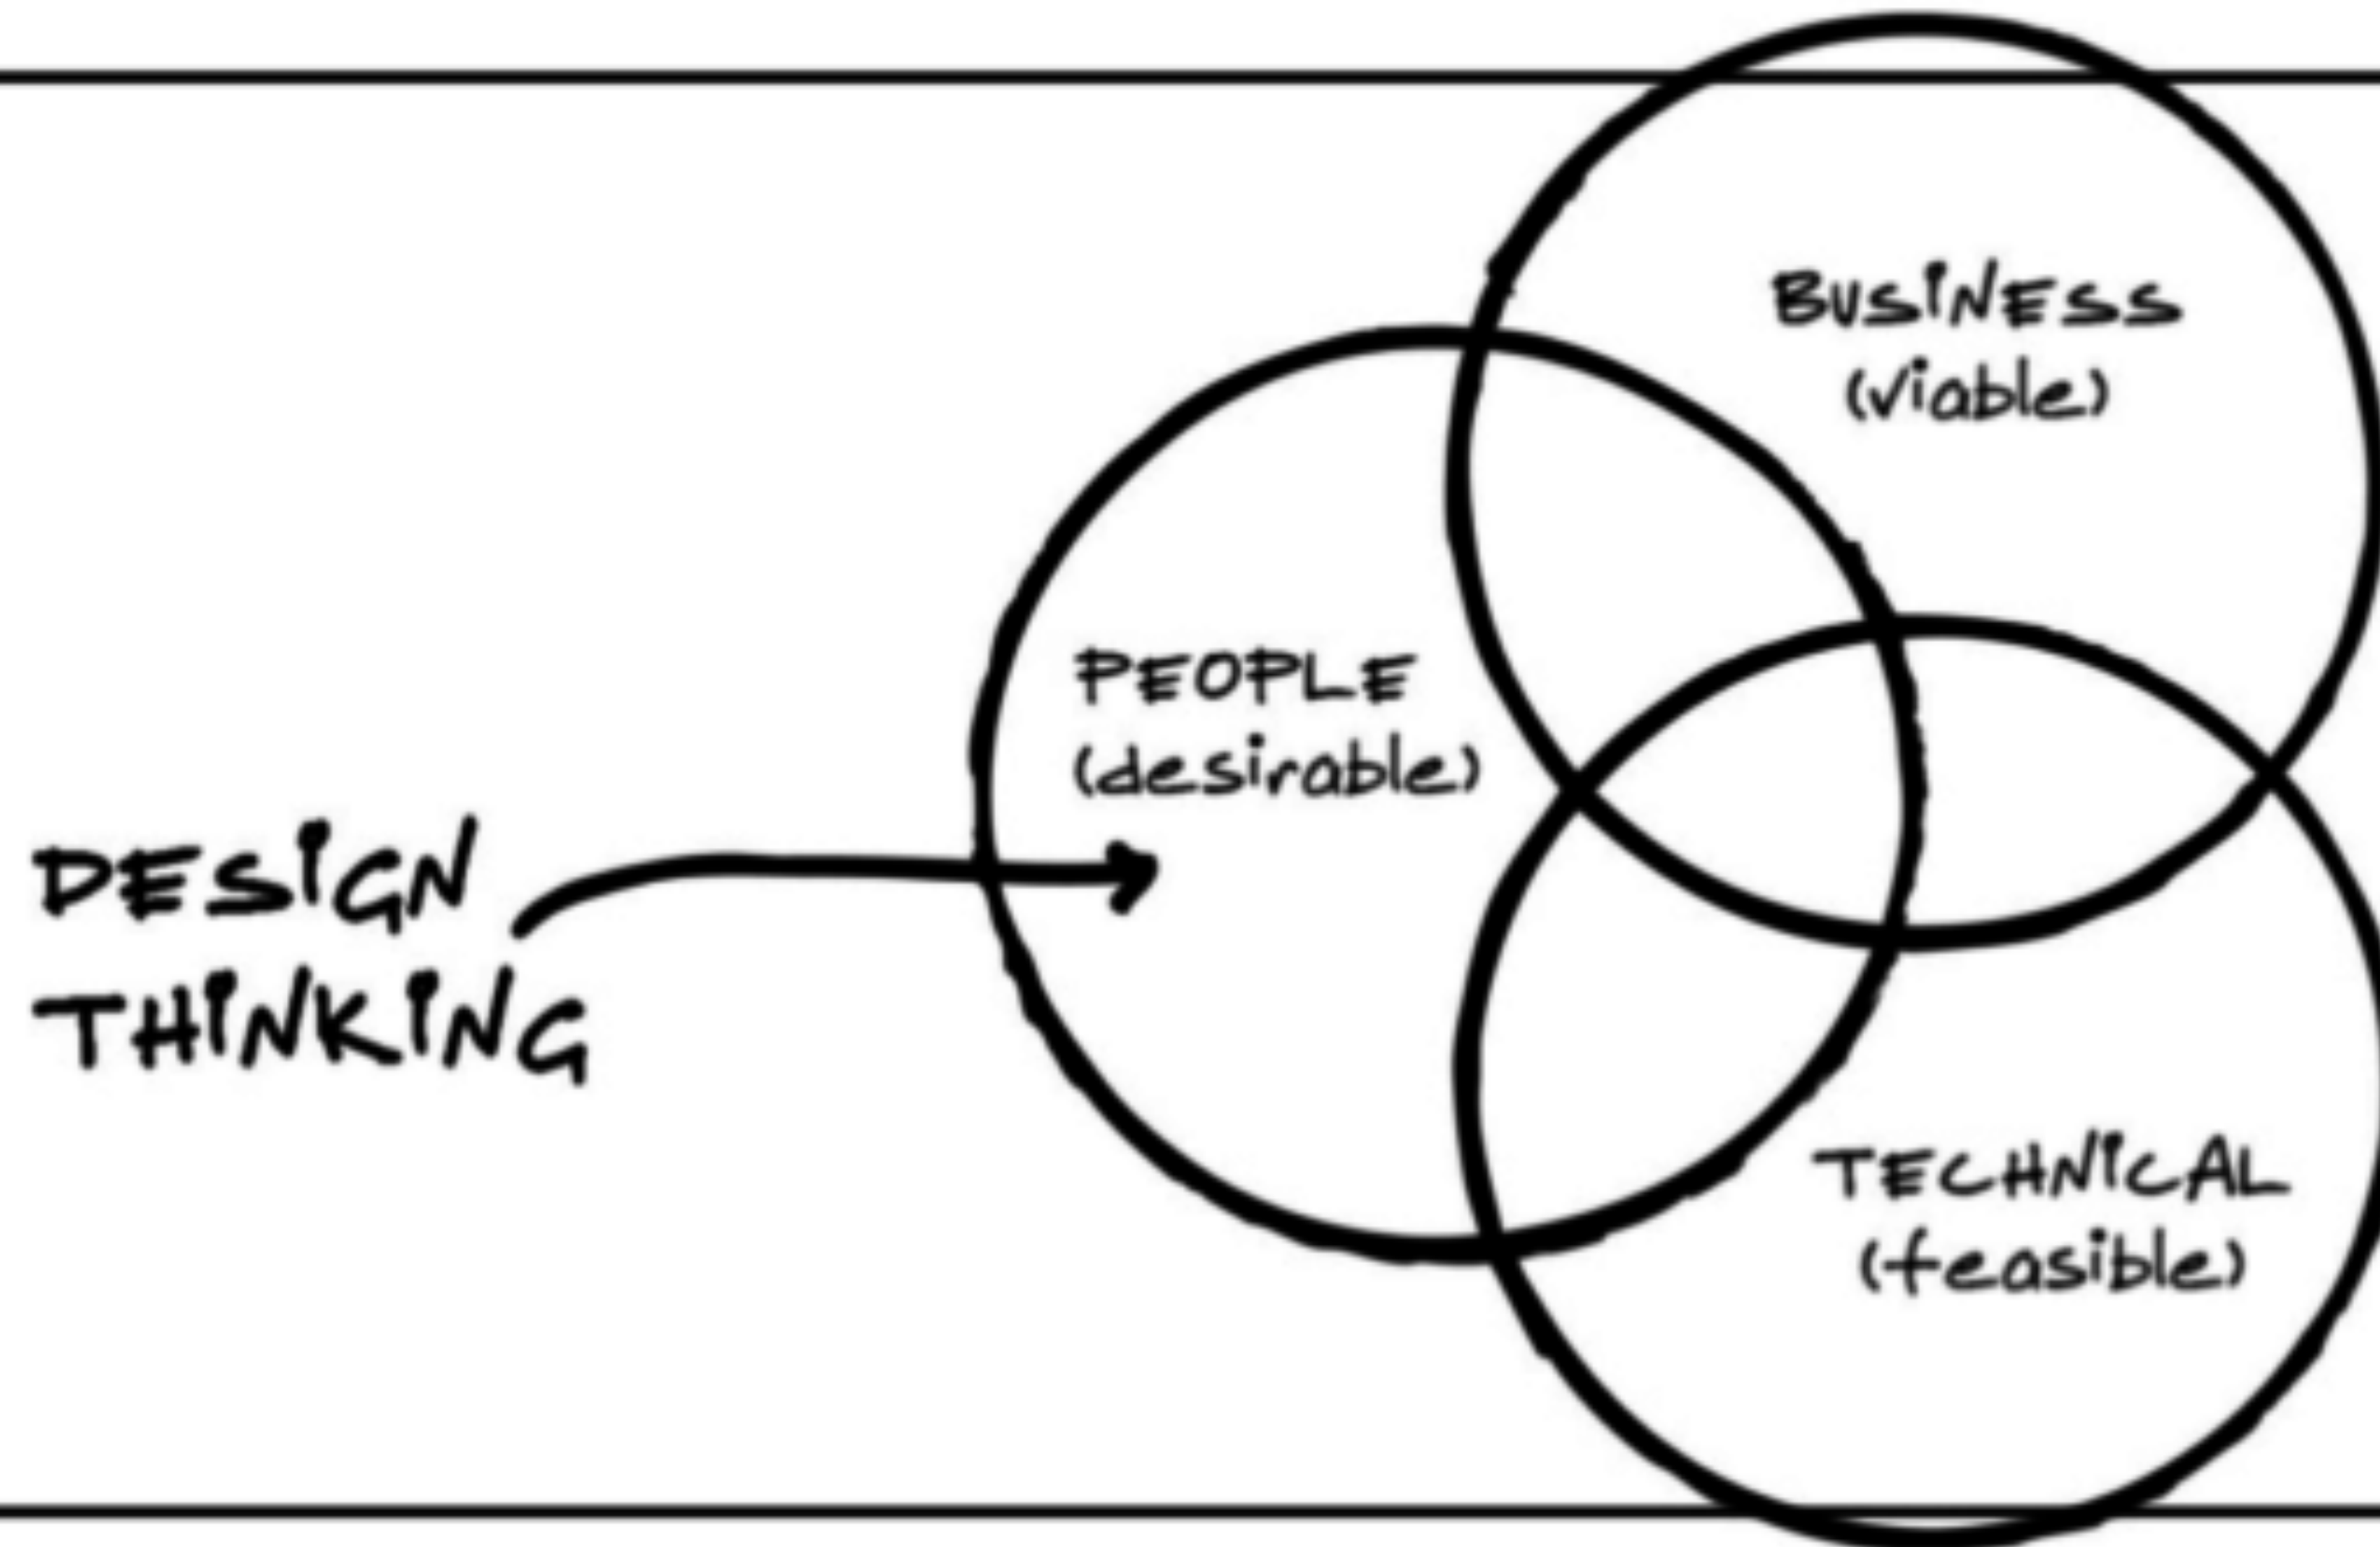 BUSINESS
(viable)
PEOPLE
(desirable)
DESIGN
THINKING
TECHNICAL
(feasible)